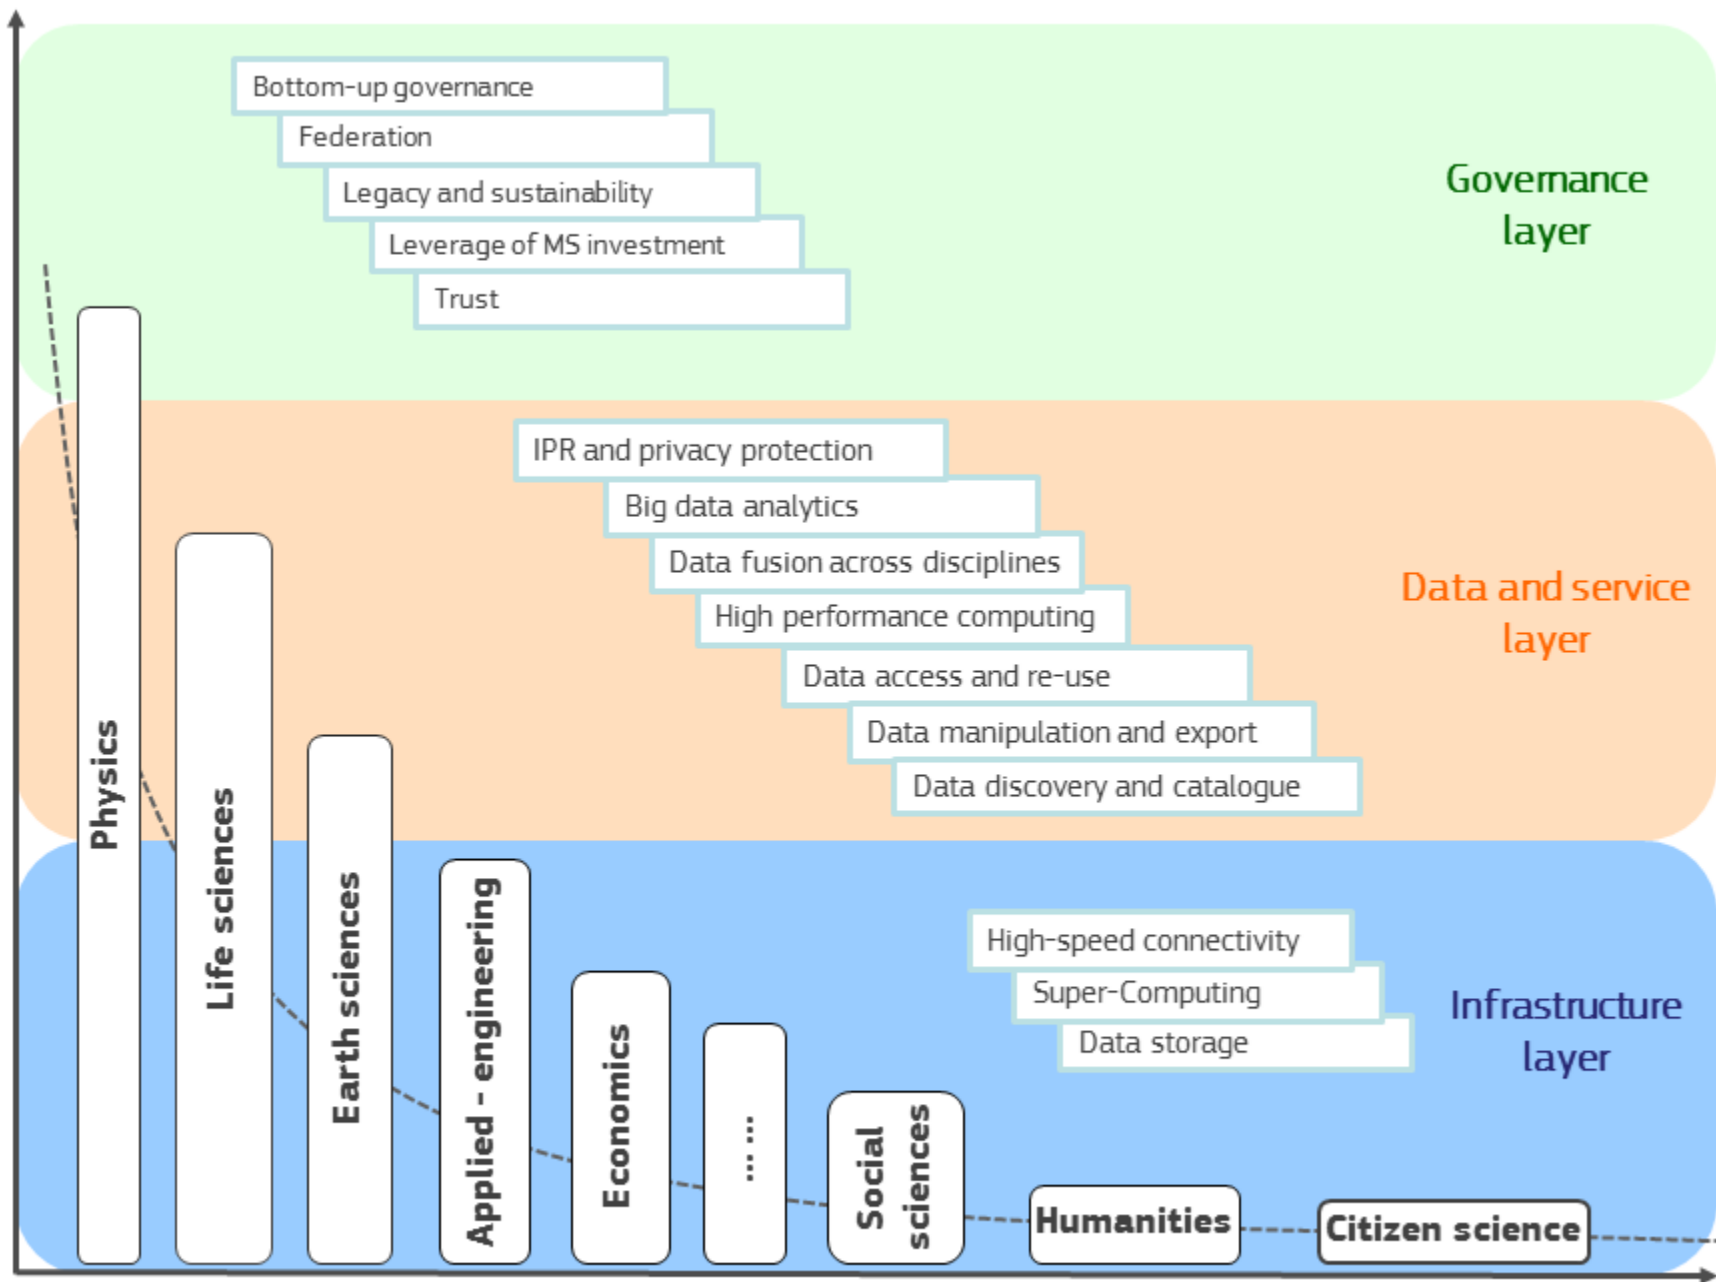 Bottom-up governance
Federation
Legacy and sustainability
Leverage of MS investment
Trust
Governance
layer
IPR and privacy protection
Big data analytics
Data fusion across disciplines
High performance computing
Data access and re-use
Data manipulation and export
Data discovery and catalogue
Data and service
layer
High-speed connectivity
Super-Computing
Data storage
Infrastructure
layer
Physics
Life sciences
Earth sciences
Applied - engineering
Economics
... ...
Social
sciences
Humanities
Citizen science